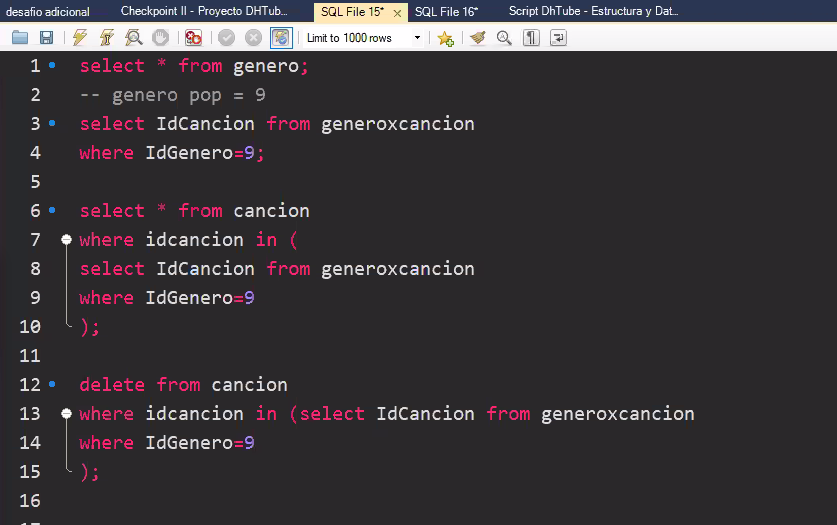 desafio adicional Checkpoint II - Proyecto DHTub... SQL File 15* SQL File 16* Script DhTube - Estructura y Dat...
Limit to 1000 rows
1 select * from genero;
2 -- genero pop = 9
3 select IdCancion from generoxcancion
4 where IdGenero=9;
5
6 select * from cancion
7 where idcancion in (
8 select IdCancion from generoxcancion
9 where IdGenero=9
10 );
11
12 delete from cancion
13 where idcancion in (select IdCancion from generoxcancion
14 where IdGenero=9
15 );
16